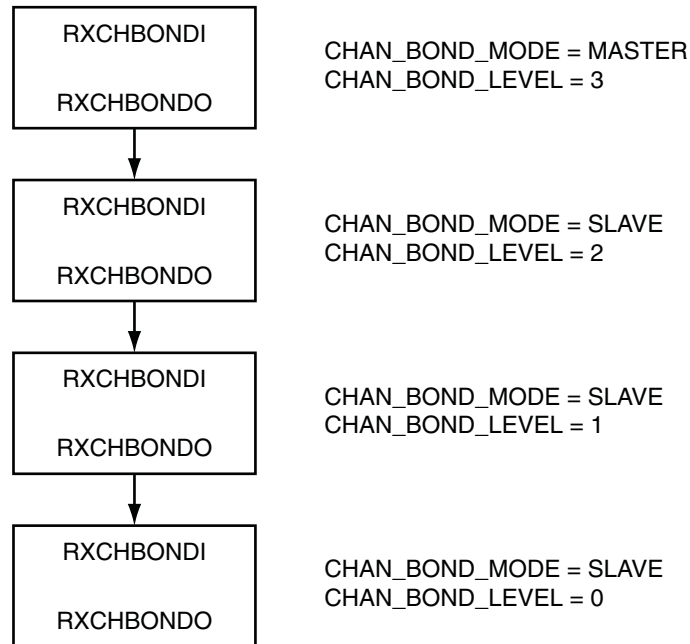 RXCHBONDI
RXCHBONDO
CHAN_BOND_MODE = MASTER
CHAN_BOND_LEVEL = 3
RXCHBONDI
RXCHBONDO
CHAN_BOND_MODE = SLAVE
CHAN_BOND_LEVEL = 2
RXCHBONDI
RXCHBONDO
CHAN_BOND_MODE = SLAVE
CHAN_BOND_LEVEL = 1
RXCHBONDI
RXCHBONDO
CHAN_BOND_MODE = SLAVE
CHAN_BOND_LEVEL = 0